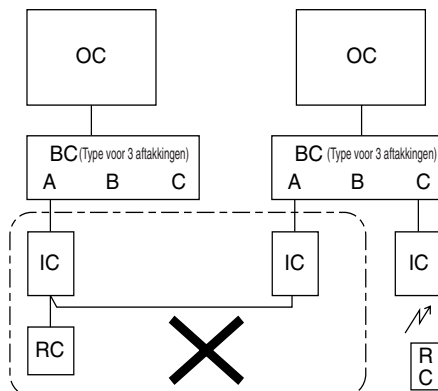 OC OC
BC (Type voor 3 aftakkingen) BC (Type voor 3 aftakkingen)
A B C A B C
IC IC IC
RC R
C